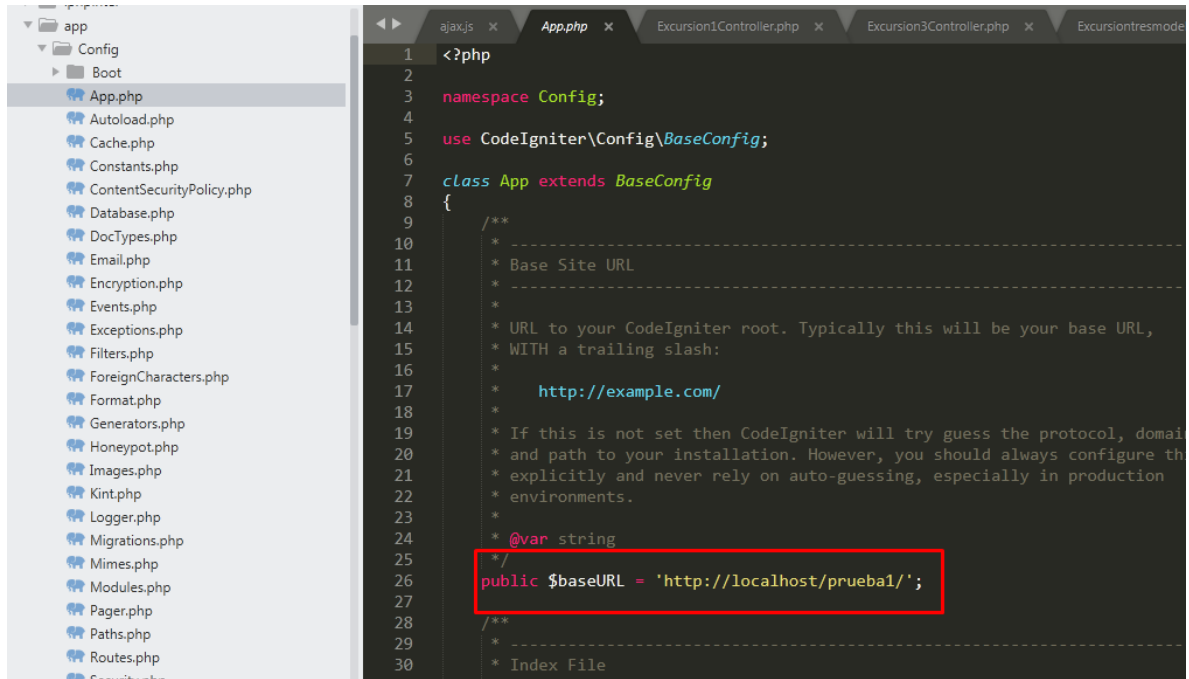 app
Config
Boot
App.php
Autoload.php
Cache.php
Constants.php
ContentSecurityPolicy.php
Database.php
DocTypes.php
Email.php
Encryption.php
Events.php
Exceptions.php
Filters.php
ForeignCharacters.php
Format.php
Generators.php
Honeypot.php
Images.php
Kint.php
Logger.php
Migrations.php
Mimes.php
Modules.php
Pager.php
Paths.php
Routes.php
ajax.js × App.php × Excursion1Controller.php × Excursion3Controller.php × Excursiontresmode
1 <?php
2
3 namespace Config;
4
5 use CodeIgniter\Config\BaseConfig;
6
7 class App extends BaseConfig
8 {
9 /**
10 * ----------------------------------------------------------------------
11 * Base Site URL
12 * ----------------------------------------------------------------------
13 *
14 * URL to your CodeIgniter root. Typically this will be your base URL,
15 * WITH a trailing slash:
16 *
17 * http://example.com/
18 *
19 * If this is not set then CodeIgniter will try guess the protocol, domai
20 * and path to your installation. However, you should always configure th
21 * explicitly and never rely on auto-guessing, especially in production
22 * environments.
23 *
24 * @var string
25 */
26 public $baseURL = 'http://localhost/prueba1/';
27
28 /**
29 * ----------------------------------------------------------------------
30 * Index File